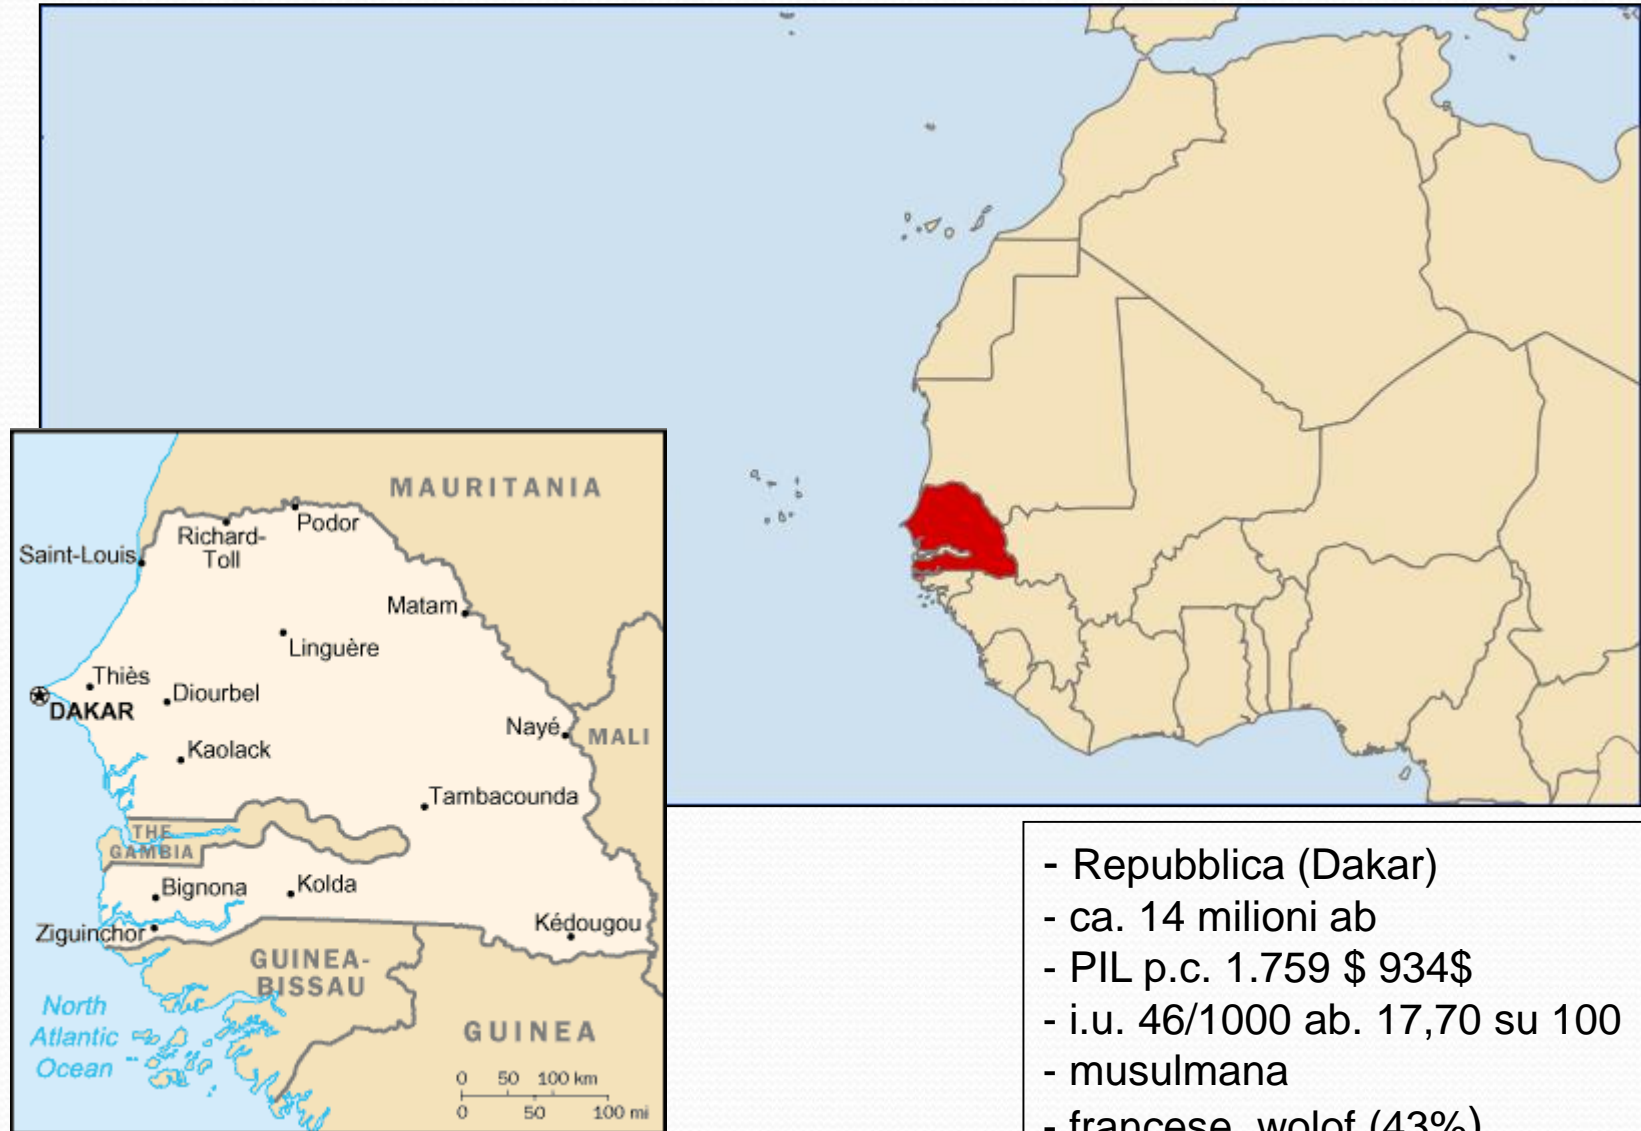 MAURITANIA
Podor
Richard-
Toll
Saint-Louis
Matam
Linguère
Thiès
Diourbel
DAKAR
Nayé
MALI
Kaolack
Tambacounda
THE
GAMBIA
Bignona
Kolda
Ziguinchor
Kédougou
GUINEA-
BISSAU
North
Atlantic
Ocean
GUINEA
0 50 100 km
0 50 100 mi
- Repubblica (Dakar)
- ca. 14 milioni ab
- PIL p.c. 1.759 $ 934$
- i.u. 46/1000 ab. 17,70 su 100
- musulmana
- francese, wolof (43%)